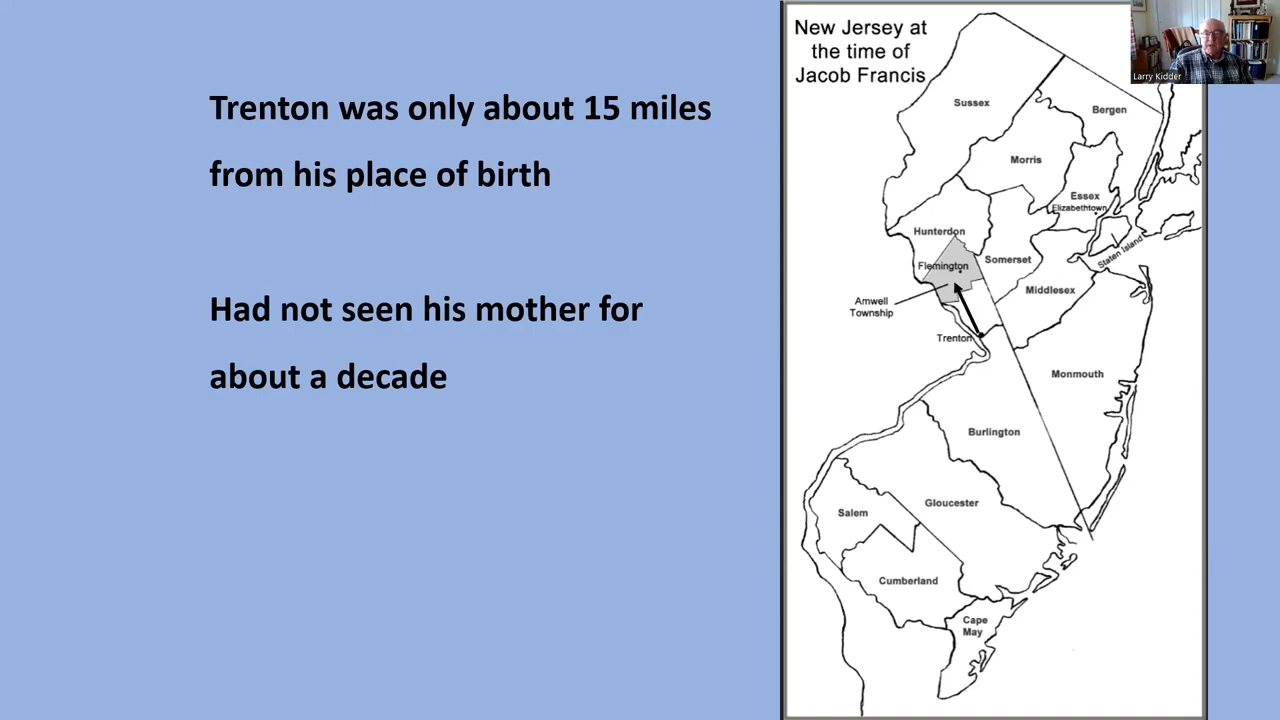 Trenton was only about 15 miles
from his place of birth
Had not seen his mother for
about a decade
New Jersey at
the time of
Jacob Francis
Larry Kidder
Sussex
Bergen
Morris
Essex
Elizabethtown
Hunterdon
Staten Island
Somerset
Flemington
Middlesex
Amwell
Township
Trenton
Monmouth
Burlington
Gloucester
Salem
Cumberland
Cape
May